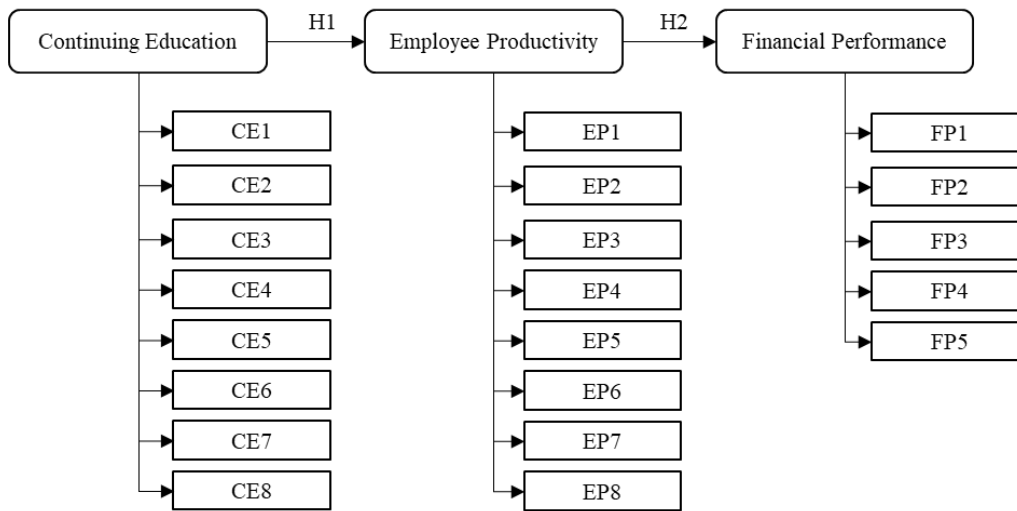 Continuing Education
H1
Employee Productivity
H2
Financial Performance
CE1
CE2
CE3
CE4
CE5
CE6
CE7
CE8
EP1
EP2
EP3
EP4
EP5
EP6
EP7
EP8
FP1
FP2
FP3
FP4
FP5